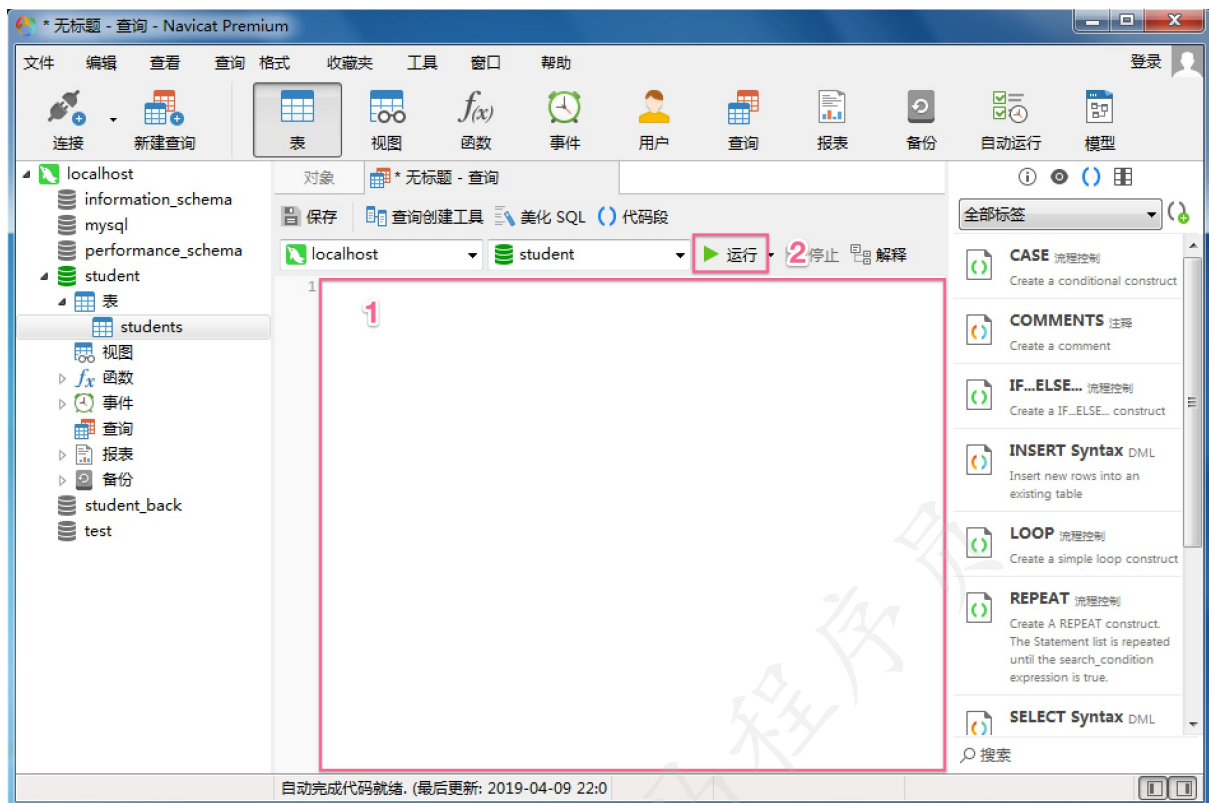 * 无标题 - 查询 - Navicat Premium
文件 编辑 查看 查询 格式 收藏夹 工具 窗口 帮助 登录
连接 新建查询 表 视图 函数 事件 用户 查询 报表 备份 自动运行 模型
localhost
information_schema
mysql
performance_schema
student
表
students
视图
函数
事件
查询
报表
备份
student_back
test
对象 * 无标题 - 查询
保存 查询创建工具 美化 SQL 代码段
localhost student 运行 2 停止 解释
1
1
全部标签
CASE 流程控制
Create a conditional construct
COMMENTS 注释
Create a comment
IF...ELSE... 流程控制
Create a IF...ELSE... construct
INSERT Syntax DML
Insert new rows into an
existing table
LOOP 流程控制
Create a simple loop construct
REPEAT 流程控制
Create A REPEAT construct.
The Statement list is repeated
until the search_condition
expression is true.
SELECT Syntax DML
搜索
自动完成代码就绪. (最后更新: 2019-04-09 22:0
程序员